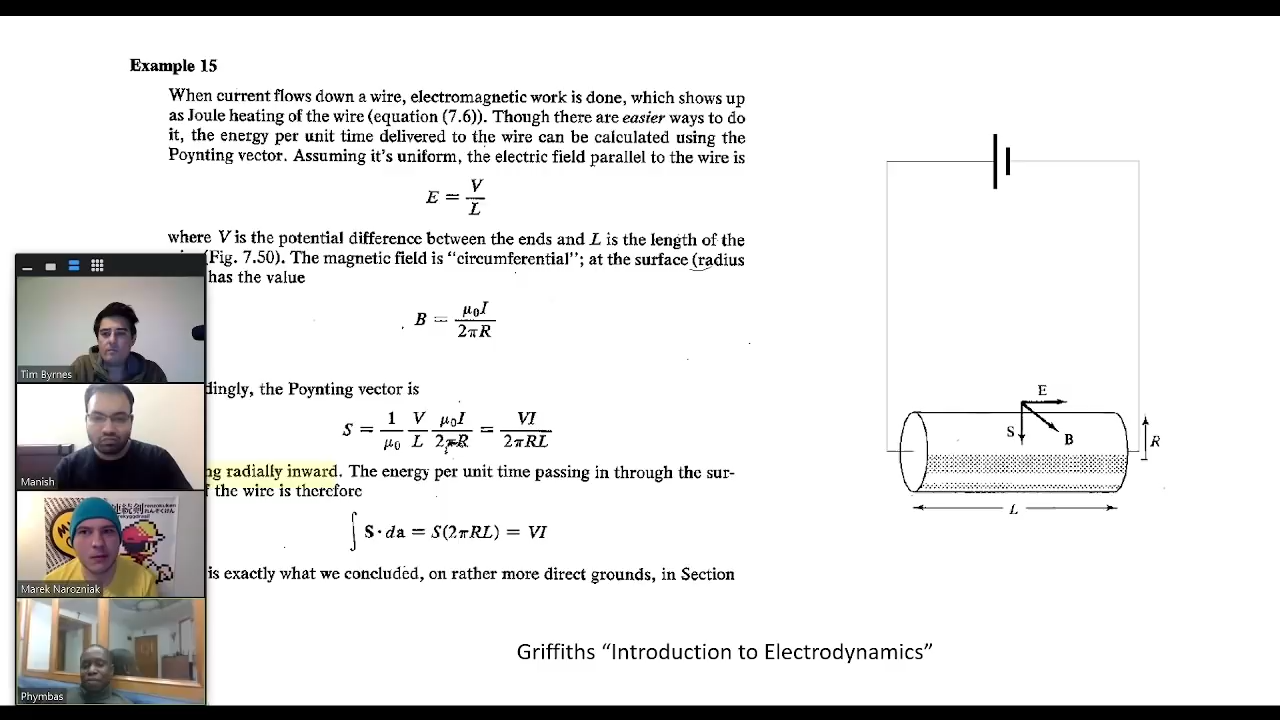 Example 15
When current flows down a wire, electromagnetic work is done, which shows up
as Joule heating of the wire (equation (7.6)). Though there are easier ways to do
it, the energy per unit time delivered to the wire can be calculated using the
Poynting vector. Assuming it's uniform, the electric field parallel to the wire is
E = V/L
where V is the potential difference between the ends and L is the length of the
(Fig. 7.50). The magnetic field is "circumferential"; at the surface (radius
has the value
B = μ₀I/2πR
dingly, the Poynting vector is
S = 1/μ₀ V/L μ₀I/2πR = VI/2πRL
ng radially inward. The energy per unit time passing in through the sur-
f the wire is therefore
∫ S · da = S(2πRL) = VI
is exactly what we concluded, on rather more direct grounds, in Section
E
S
B
R
L
Griffiths “Introduction to Electrodynamics”
Tim Byrnes
Manish
Marek Narozniak
Phymbas